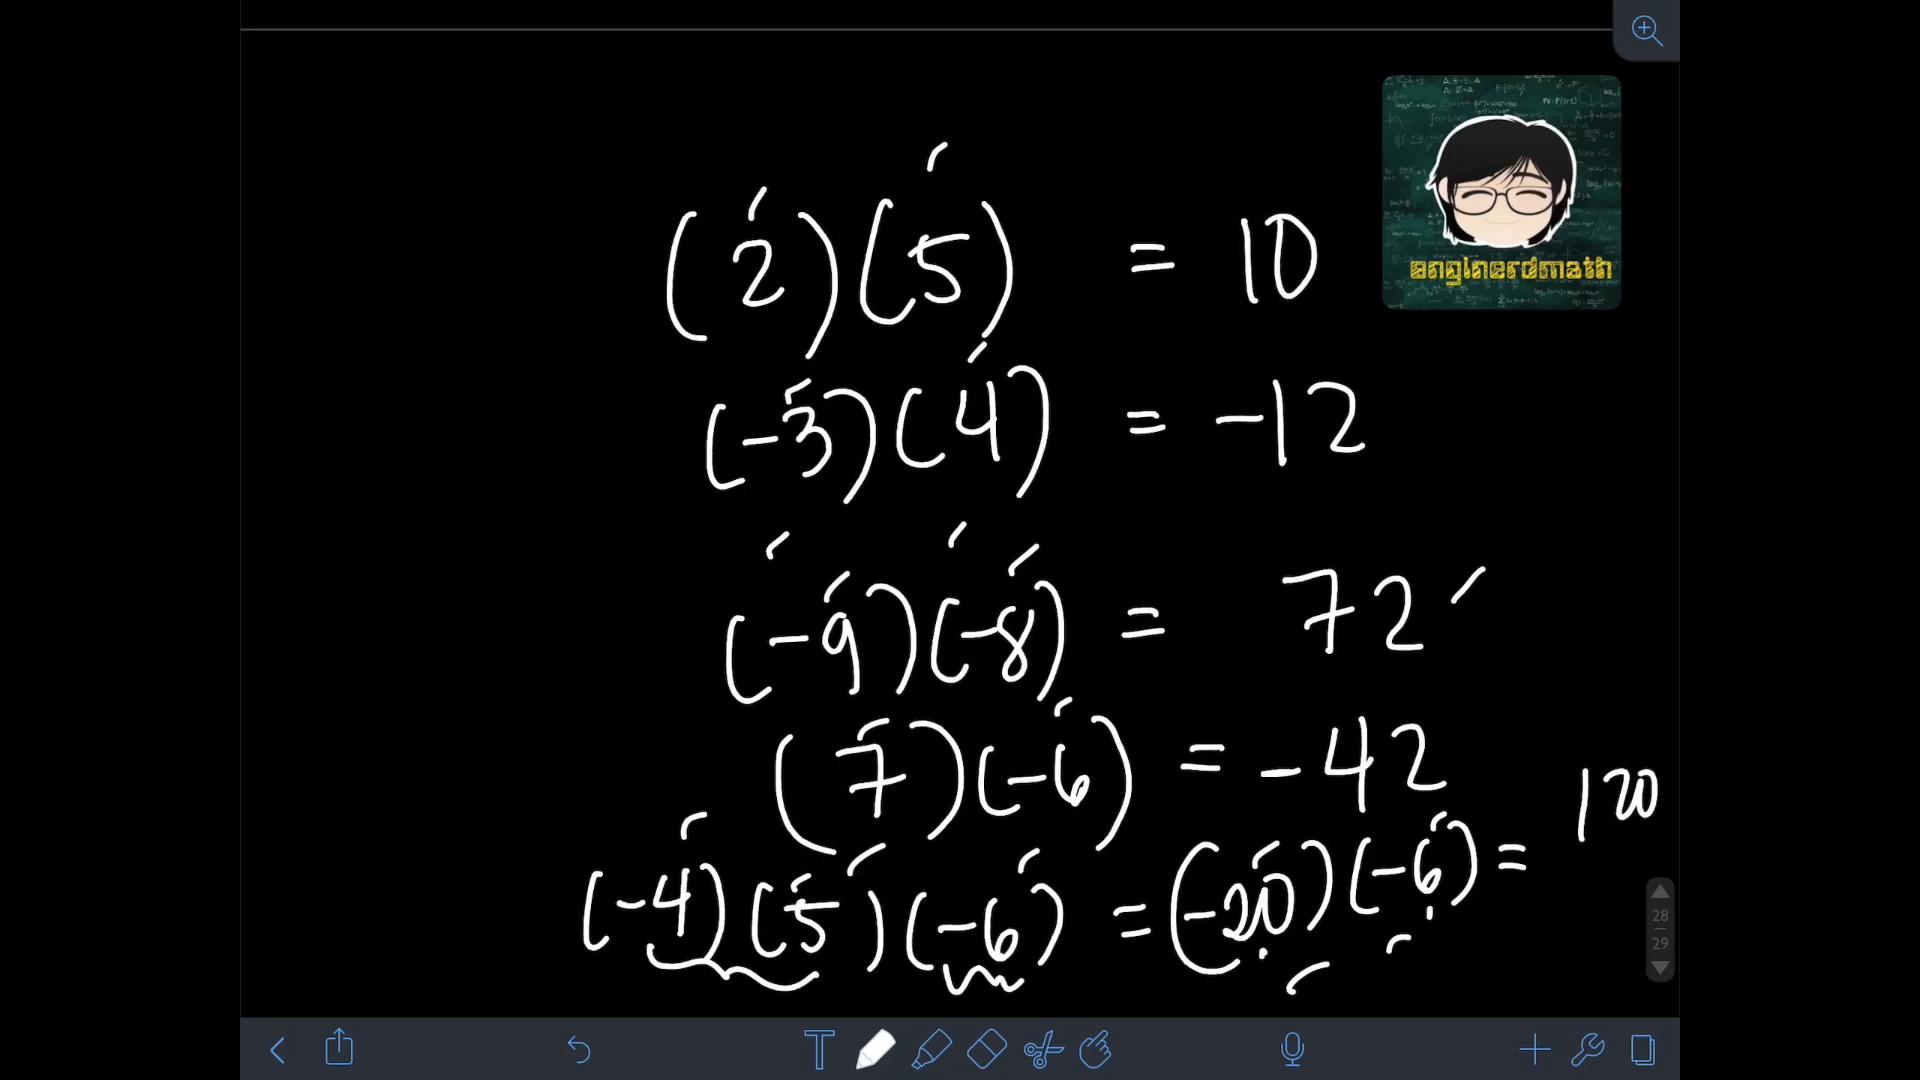 (2)(5) = 10
enginerdmath
(-3)(4) = -12
(-9)(-8) = 72
(7)(-6) = -42
(-4)(5)(-6) = (-20)(-6) = 120
28
29
T